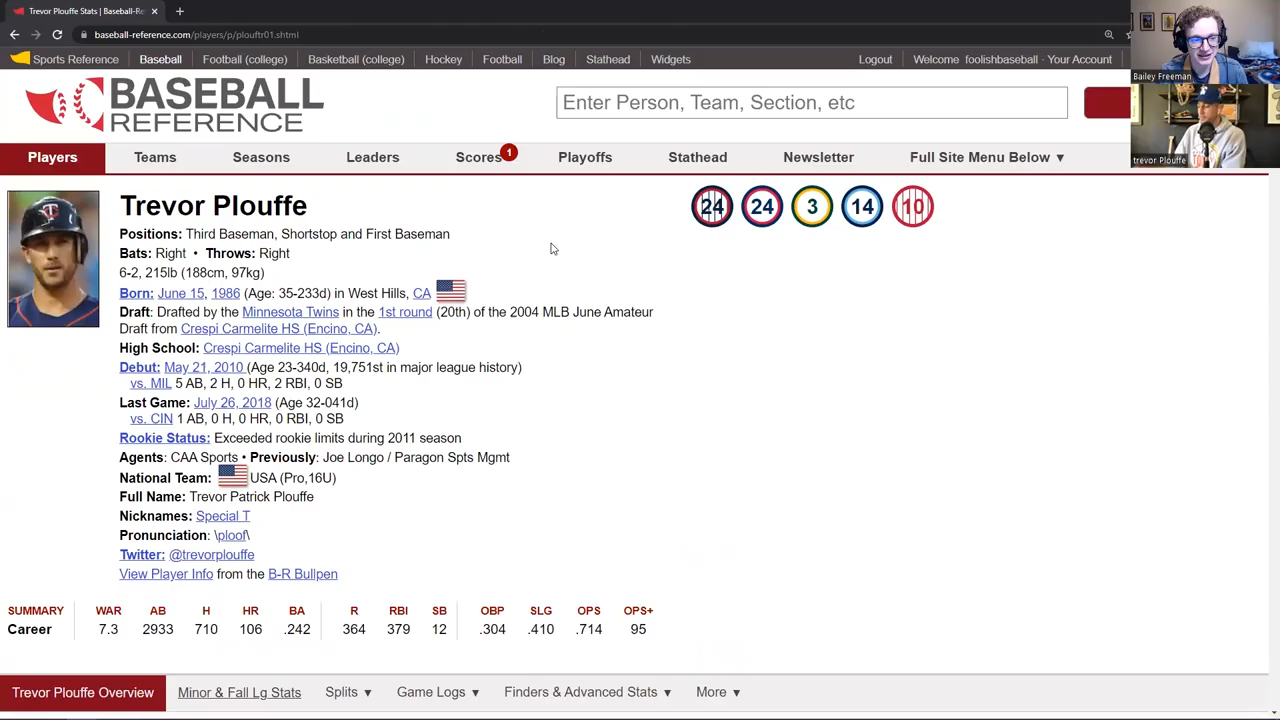 Trevor Plouffe Stats | Baseball-Re
baseball-reference.com/players/p/plouftr01.shtml
Sports Reference Baseball Football (college) Basketball (college) Hockey Football Blog Stathead Widgets Logout Welcome foolishbaseball · Your Account
BASEBALL
REFERENCE
Enter Person, Team, Section, etc
Bailey Freeman
trevor Plouffe
Players Teams Seasons Leaders Scores 1 Playoffs Stathead Newsletter Full Site Menu Below ▼
Trevor Plouffe
24 24 3 14 10
Positions: Third Baseman, Shortstop and First Baseman
Bats: Right • Throws: Right
6-2, 215lb (188cm, 97kg)
Born: June 15, 1986 (Age: 35-233d) in West Hills, CA
Draft: Drafted by the Minnesota Twins in the 1st round (20th) of the 2004 MLB June Amateur
Draft from Crespi Carmelite HS (Encino, CA).
High School: Crespi Carmelite HS (Encino, CA)
Debut: May 21, 2010 (Age 23-340d, 19,751st in major league history)
vs. MIL 5 AB, 2 H, 0 HR, 2 RBI, 0 SB
Last Game: July 26, 2018 (Age 32-041d)
vs. CIN 1 AB, 0 H, 0 HR, 0 RBI, 0 SB
Rookie Status: Exceeded rookie limits during 2011 season
Agents: CAA Sports • Previously: Joe Longo / Paragon Spts Mgmt
National Team: USA (Pro,16U)
Full Name: Trevor Patrick Plouffe
Nicknames: Special T
Pronunciation: \ploof\
Twitter: @trevorplouffe
View Player Info from the B-R Bullpen
SUMMARY WAR AB H HR BA R RBI SB OBP SLG OPS OPS+
Career 7.3 2933 710 106 .242 364 379 12 .304 .410 .714 95
Trevor Plouffe Overview Minor & Fall Lg Stats Splits ▼ Game Logs ▼ Finders & Advanced Stats ▼ More ▼